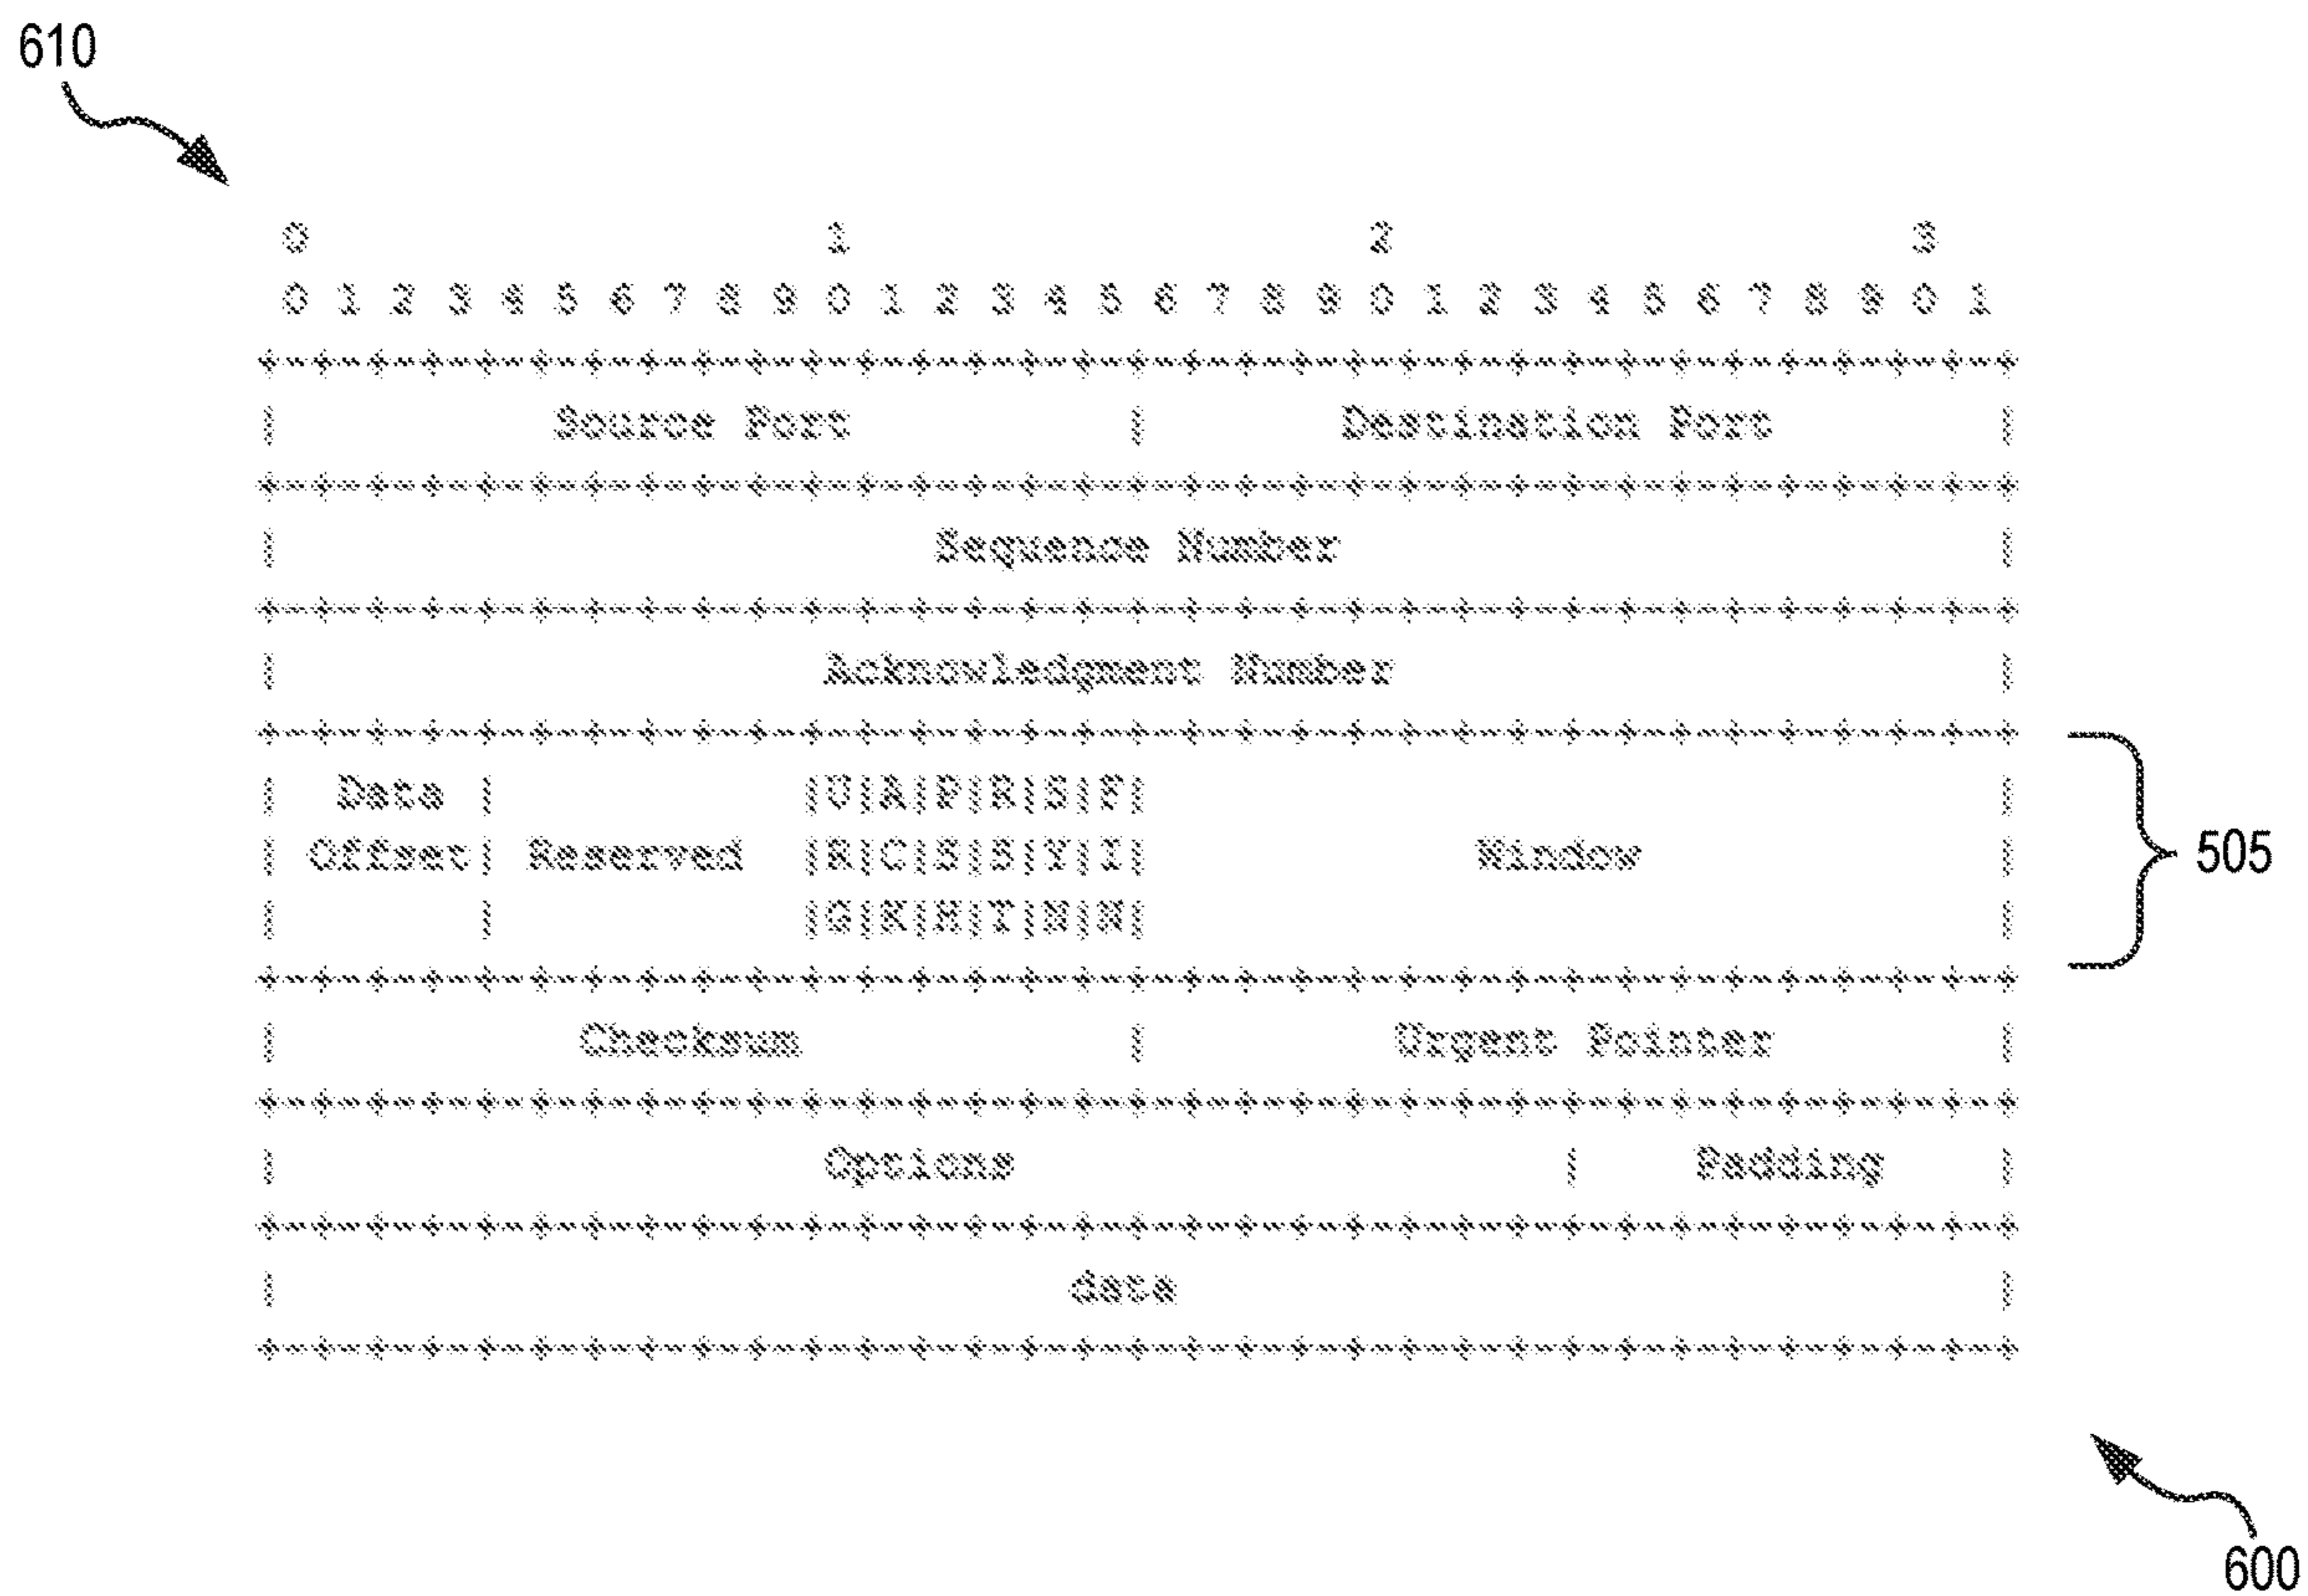 610
0 1 2 3
0 1 2 3 4 5 6 7 8 9 0 1 2 3 4 5 6 7 8 9 0 1 2 3 4 5 6 7 8 9 0 1
+-+-+-+-+-+-+-+-+-+-+-+-+-+-+-+-+-+-+-+-+-+-+-+-+-+-+-+-+-+-+-+-+
| Source Port | Destination Port |
+-+-+-+-+-+-+-+-+-+-+-+-+-+-+-+-+-+-+-+-+-+-+-+-+-+-+-+-+-+-+-+-+
| Sequence Number |
+-+-+-+-+-+-+-+-+-+-+-+-+-+-+-+-+-+-+-+-+-+-+-+-+-+-+-+-+-+-+-+-+
| Acknowledgment Number |
+-+-+-+-+-+-+-+-+-+-+-+-+-+-+-+-+-+-+-+-+-+-+-+-+-+-+-+-+-+-+-+-+
| Data | |U|A|P|R|S|F| |
| Offset| Reserved |R|C|S|S|Y|I| Window | 505
| | |G|K|H|T|N|N| |
+-+-+-+-+-+-+-+-+-+-+-+-+-+-+-+-+-+-+-+-+-+-+-+-+-+-+-+-+-+-+-+-+
| Checksum | Urgent Pointer |
+-+-+-+-+-+-+-+-+-+-+-+-+-+-+-+-+-+-+-+-+-+-+-+-+-+-+-+-+-+-+-+-+
| Options | Padding |
+-+-+-+-+-+-+-+-+-+-+-+-+-+-+-+-+-+-+-+-+-+-+-+-+-+-+-+-+-+-+-+-+
| data |
+-+-+-+-+-+-+-+-+-+-+-+-+-+-+-+-+-+-+-+-+-+-+-+-+-+-+-+-+-+-+-+-+
600